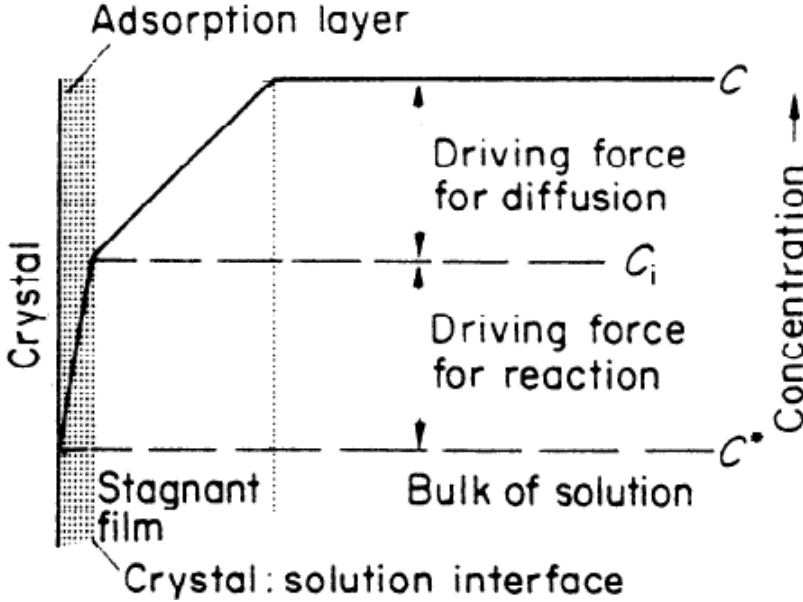 Adsorption layer
C
Driving force
for diffusion
Concentration
Crystal
Cᵢ
Driving force
for reaction
C*
Stagnant
film
Bulk of solution
Crystal: solution interface